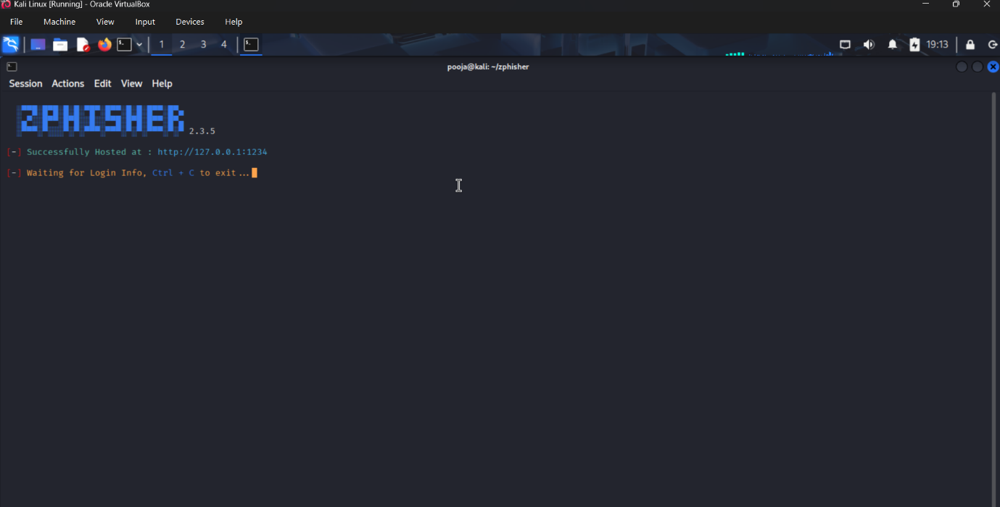 Kali Linux [Running] - Oracle VirtualBox
File Machine View Input Devices Help
1 2 3 4 19:13
pooja@kali: ~/zphisher
Session Actions Edit View Help
ZPHISHER 2.3.5
[-] Successfully Hosted at : http://127.0.0.1:1234
[-] Waiting for Login Info, Ctrl + C to exit...